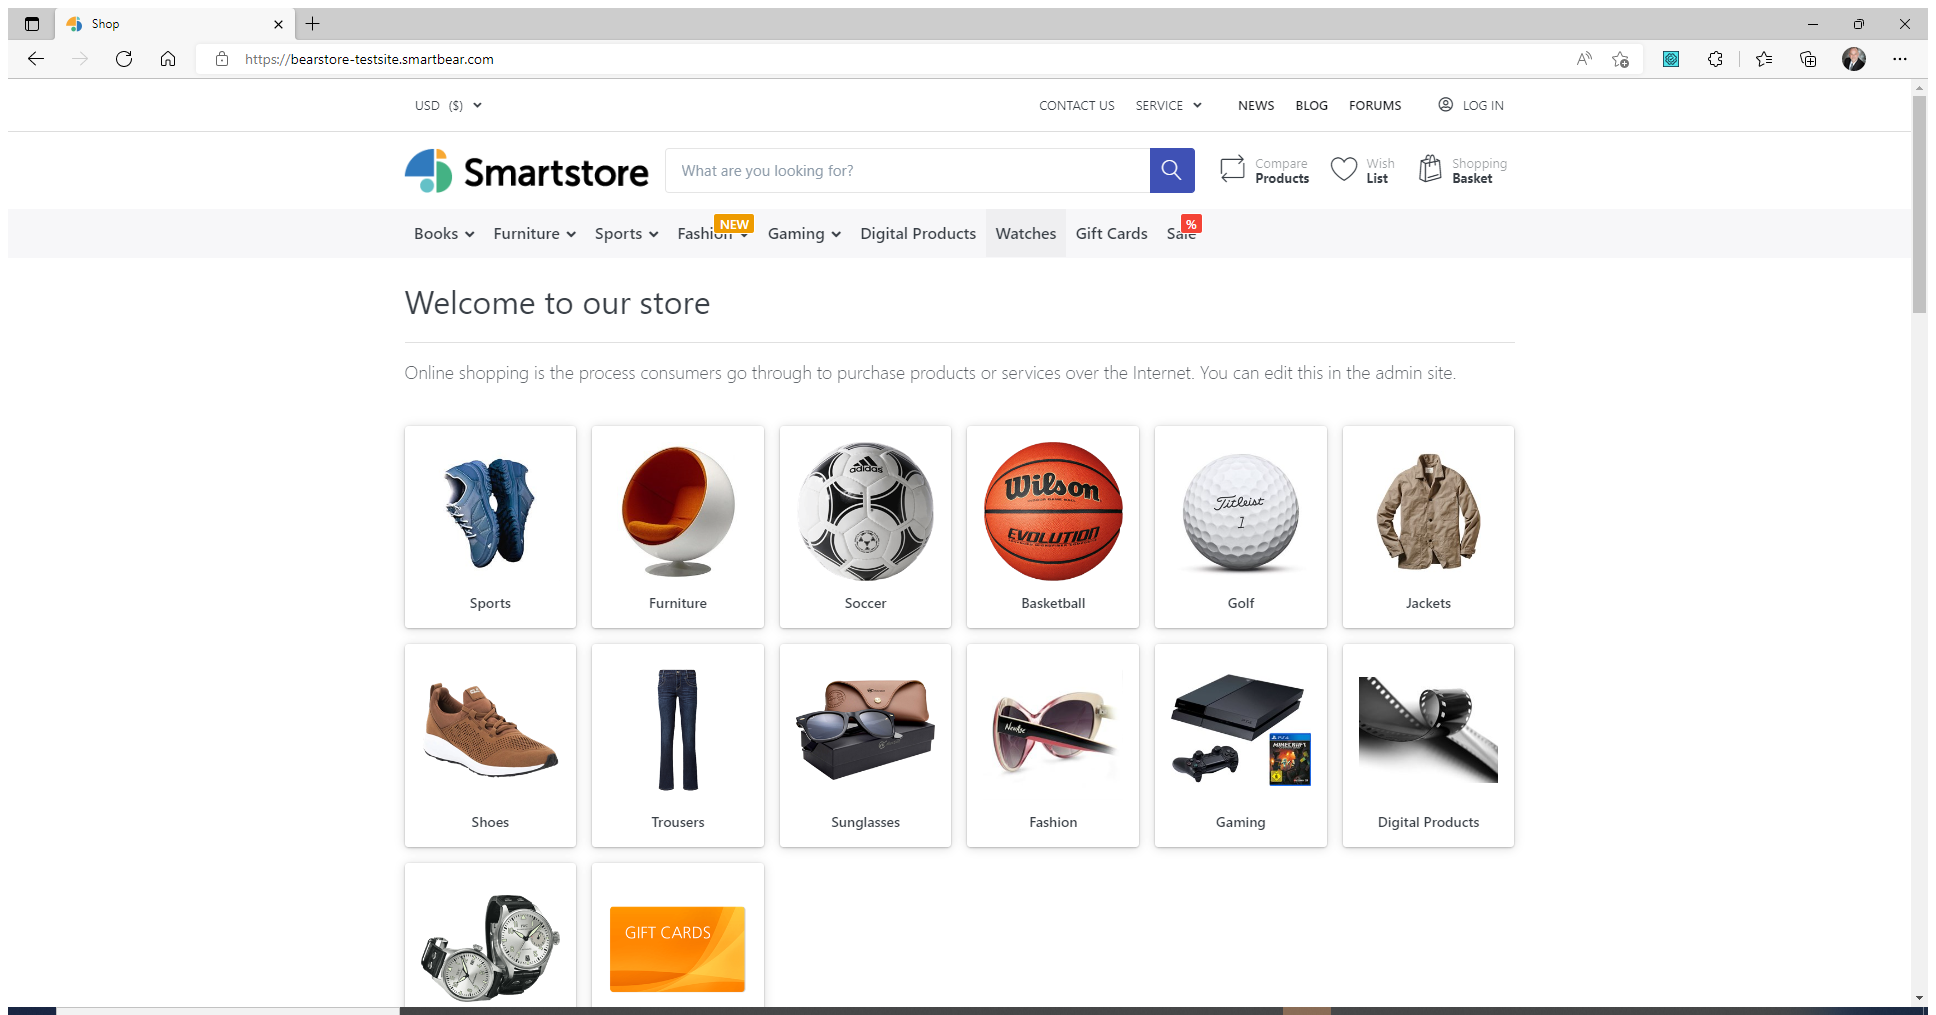 Shop
https://bearstore-testsite.smartbear.com
USD ($)
CONTACT US SERVICE NEWS BLOG FORUMS LOG IN
Smartstore
What are you looking for?
Compare Products
Wish List
Shopping Basket
Books Furniture Sports Fashion NEW Gaming Digital Products Watches Gift Cards Sale %
Welcome to our store
Online shopping is the process consumers go through to purchase products or services over the Internet. You can edit this in the admin site.
adidas
Wilson
EVOLUTION
Titleist
1
Sports Furniture Soccer Basketball Golf Jackets
PS4
MINECRAFT
Shoes Trousers Sunglasses Fashion Gaming Digital Products
GIFT CARDS